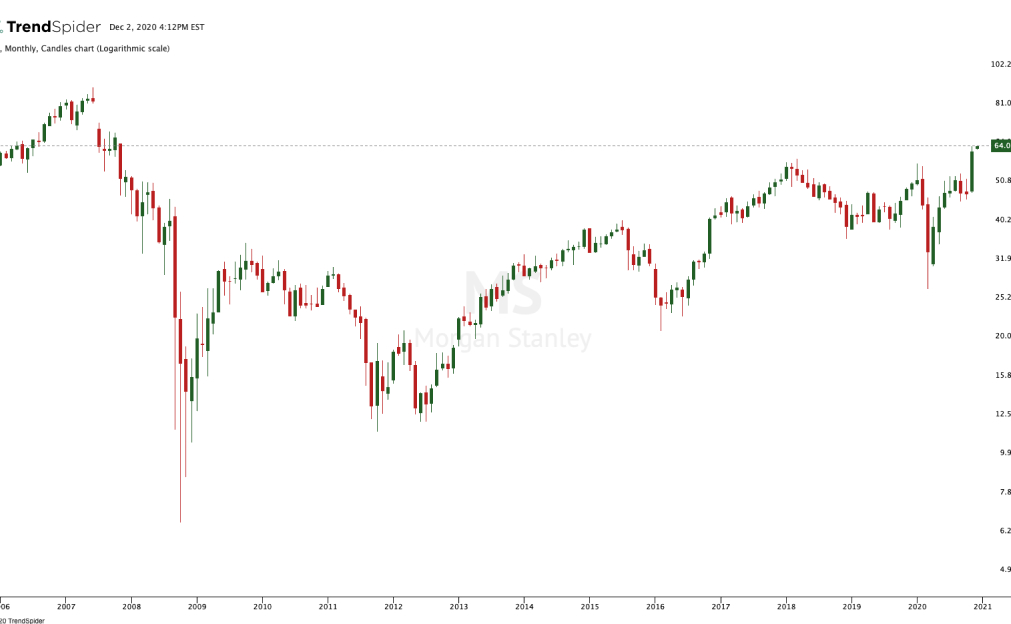 TrendSpider Dec 2, 2020 4:12PM EST
, Monthly, Candles chart (Logarithmic scale)
102.2
81.0
64.0
50.8
40.2
31.9
25.2
20.0
15.8
12.5
9.9
7.8
6.2
4.9
MS
Morgan Stanley
06 2007 2008 2009 2010 2011 2012 2013 2014 2015 2016 2017 2018 2019 2020 2021
20 TrendSpider